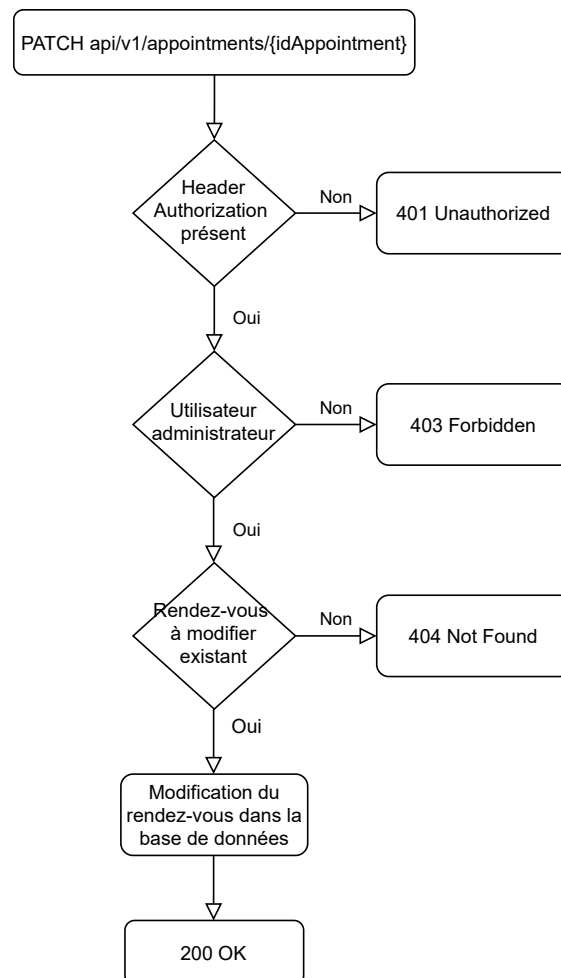 PATCH api/v1/appointments/{idAppointment}
Header
Authorization
présent
Non
401 Unauthorized
Oui
Utilisateur
administrateur
Non
403 Forbidden
Oui
Rendez-vous
à modifier
existant
Non
404 Not Found
Oui
Modification du
rendez-vous dans la
base de données
200 OK